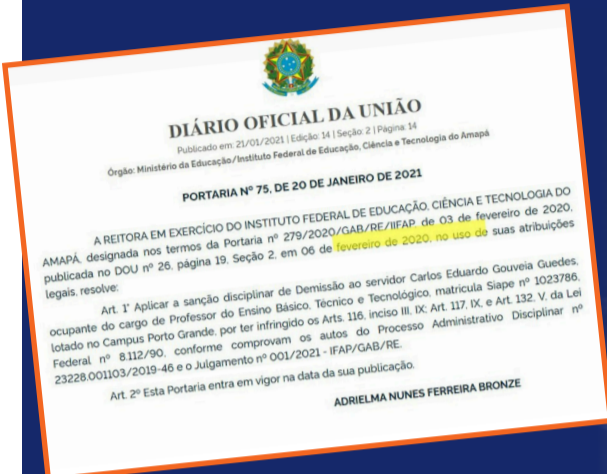 DIÁRIO OFICIAL DA UNIÃO
Publicado em: 21/01/2021 | Edição: 14 | Seção: 2 | Página: 14
Órgão: Ministério da Educação/Instituto Federal de Educação, Ciência e Tecnologia do Amapá
PORTARIA Nº 75, DE 20 DE JANEIRO DE 2021
A REITORA EM EXERCÍCIO DO INSTITUTO FEDERAL DE EDUCAÇÃO, CIÊNCIA E TECNOLOGIA DO
AMAPÁ, designada nos termos da Portaria nº 279/2020/GAB/RE/IIFAP, de 03 de fevereiro de 2020,
publicada no DOU nº 26, página 19, Seção 2, em 06 de fevereiro de 2020, no uso de suas atribuições
legais, resolve:
Art. 1° Aplicar a sanção disciplinar de Demissão ao servidor Carlos Eduardo Gouveia Guedes,
ocupante do cargo de Professor do Ensino Básico, Técnico e Tecnológico, matricula Siape nº 1023786,
lotado no Campus Porto Grande, por ter infringido os Arts. 116, inciso III, IX; Art. 117, IX, e Art. 132, V, da Lei
Federal nº 8.112/90, conforme comprovam os autos do Processo Administrativo Disciplinar nº
23228.001103/2019-46 e o Julgamento nº 001/2021 - IFAP/GAB/RE.
Art. 2º Esta Portaria entra em vigor na data da sua publicação.
ADRIELMA NUNES FERREIRA BRONZE